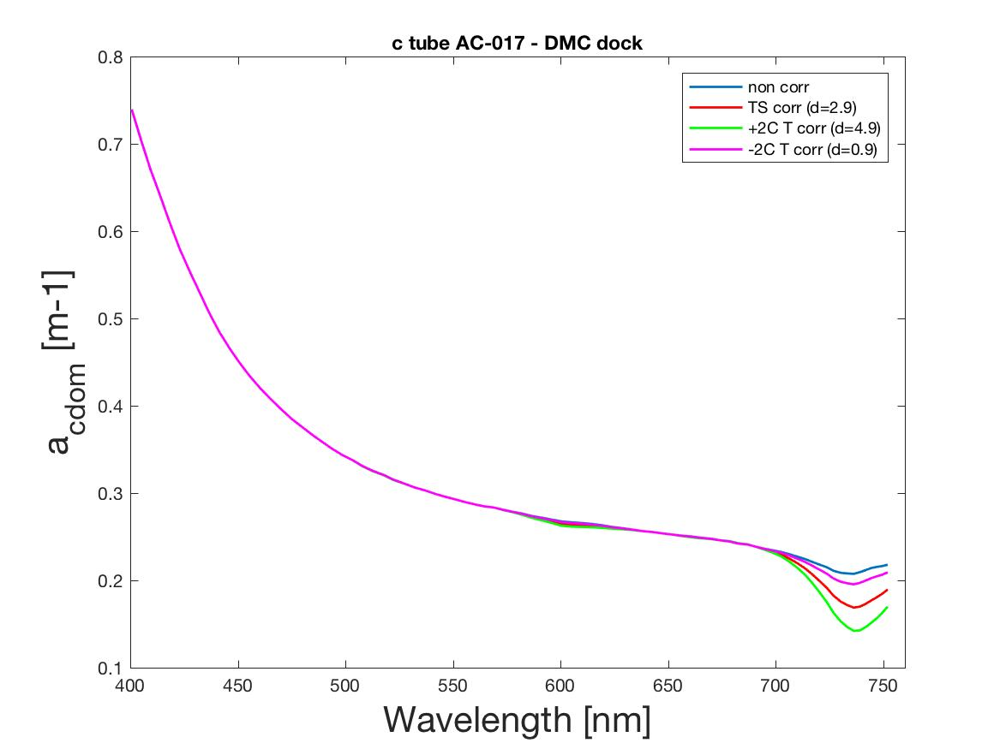 c tube AC-017 - DMC dock
non corr
TS corr (d=2.9)
+2C T corr (d=4.9)
-2C T corr (d=0.9)
0.8
0.7
0.6
0.5
0.4
0.3
0.2
0.1
a cdom [m-1]
400 450 500 550 600 650 700 750
Wavelength [nm]